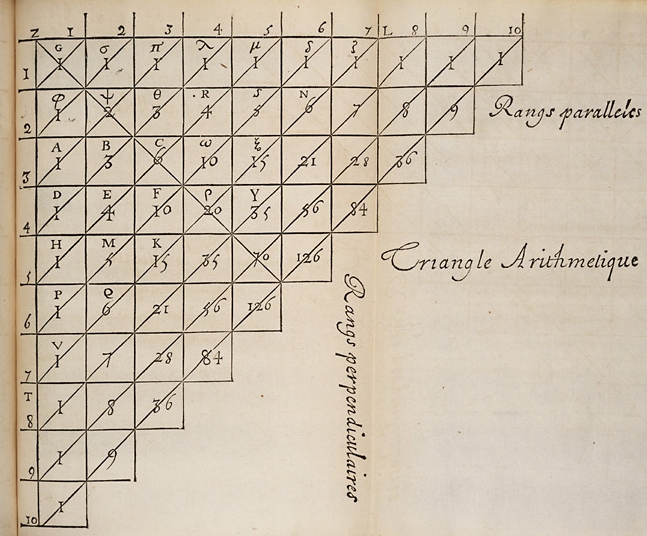 Z 1 2 3 4 5 6 7 L 8 9 10
G σ π λ μ δ ζ
1 1 1 1 1 1 1 1 1 1 1
φ ψ θ R S N
2 1 2 3 4 5 6 7 8 9 Rangs paralleles
A B C ω ξ
3 1 3 6 10 15 21 28 36
D E F ρ Y
4 1 4 10 20 35 56 84
H M K
5 1 5 15 35 70 126 Triangle Arithmetique
P Q
6 1 6 21 56 126
V
7 1 7 28 84
T
8 1 8 36
9 1 9
10 1
Rangs perpendiculaires